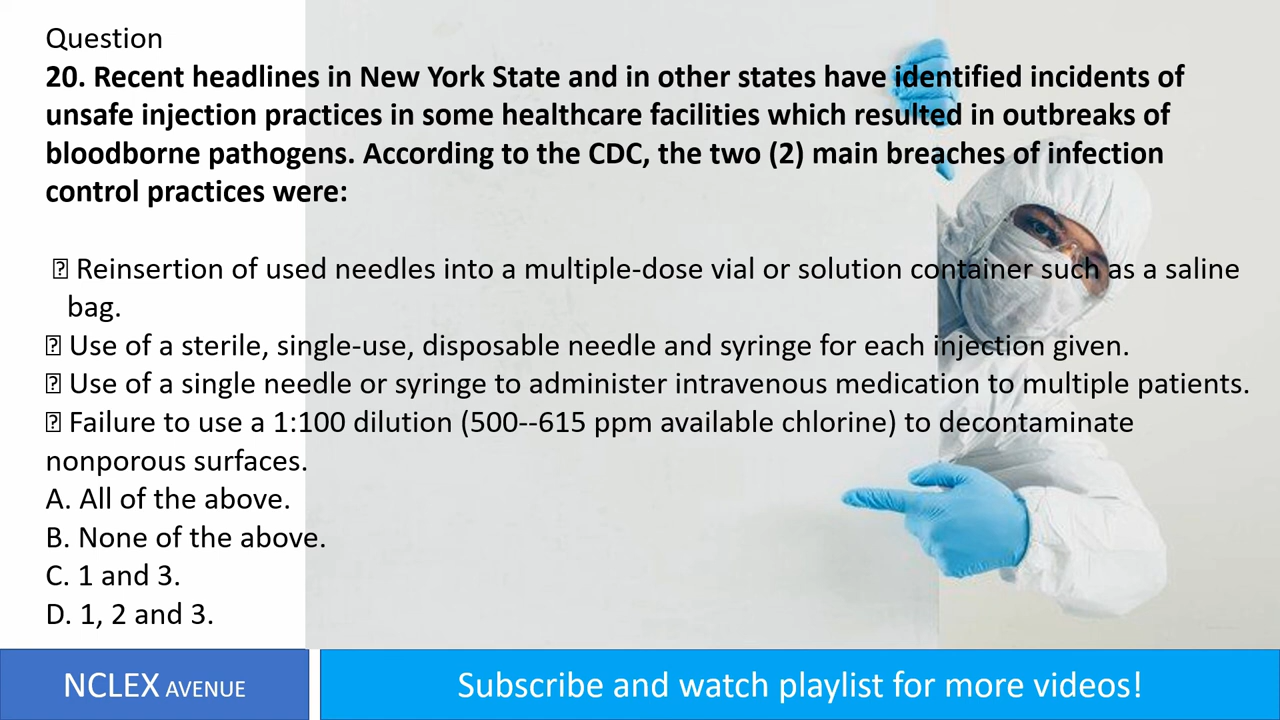 Question
20. Recent headlines in New York State and in other states have identified incidents of
unsafe injection practices in some healthcare facilities which resulted in outbreaks of
bloodborne pathogens. According to the CDC, the two (2) main breaches of infection
control practices were:
⍰ Reinsertion of used needles into a multiple-dose vial or solution container such as a saline
bag.
⍰ Use of a sterile, single-use, disposable needle and syringe for each injection given.
⍰ Use of a single needle or syringe to administer intravenous medication to multiple patients.
⍰ Failure to use a 1:100 dilution (500--615 ppm available chlorine) to decontaminate
nonporous surfaces.
A. All of the above.
B. None of the above.
C. 1 and 3.
D. 1, 2 and 3.
NCLEX AVENUE
Subscribe and watch playlist for more videos!